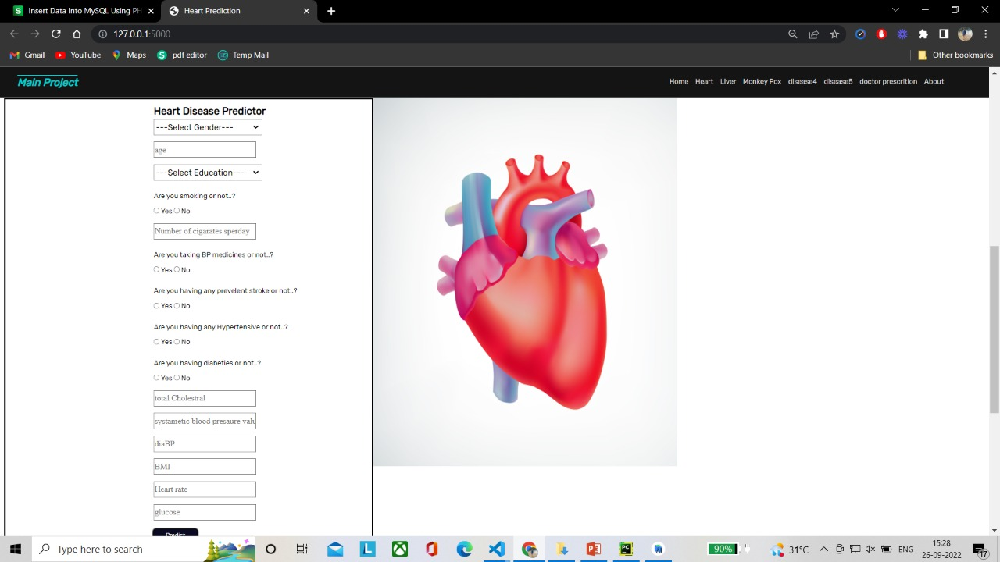 Insert Data Into MySQL Using PH
Heart Prediction
127.0.0.1:5000
Gmail
YouTube
Maps
pdf editor
Temp Mail
Other bookmarks
Main Project
Home
Heart
Liver
Monkey Pox
disease4
disease5
doctor prescrition
About
Heart Disease Predictor
---Select Gender---
age
---Select Education---
Are you smoking or not..?
Yes No
Number of cigarates sperday
Are you taking BP medicines or not..?
Yes No
Are you having any prevelent stroke or not..?
Yes No
Are you having any Hypertensive or not..?
Yes No
Are you having diabeties or not..?
Yes No
total Cholestral
systametic blood presaure valu
diaBP
BMI
Heart rate
glucose
Predict
Type here to search
90%
31°C
ENG
15:28
26-09-2022
17